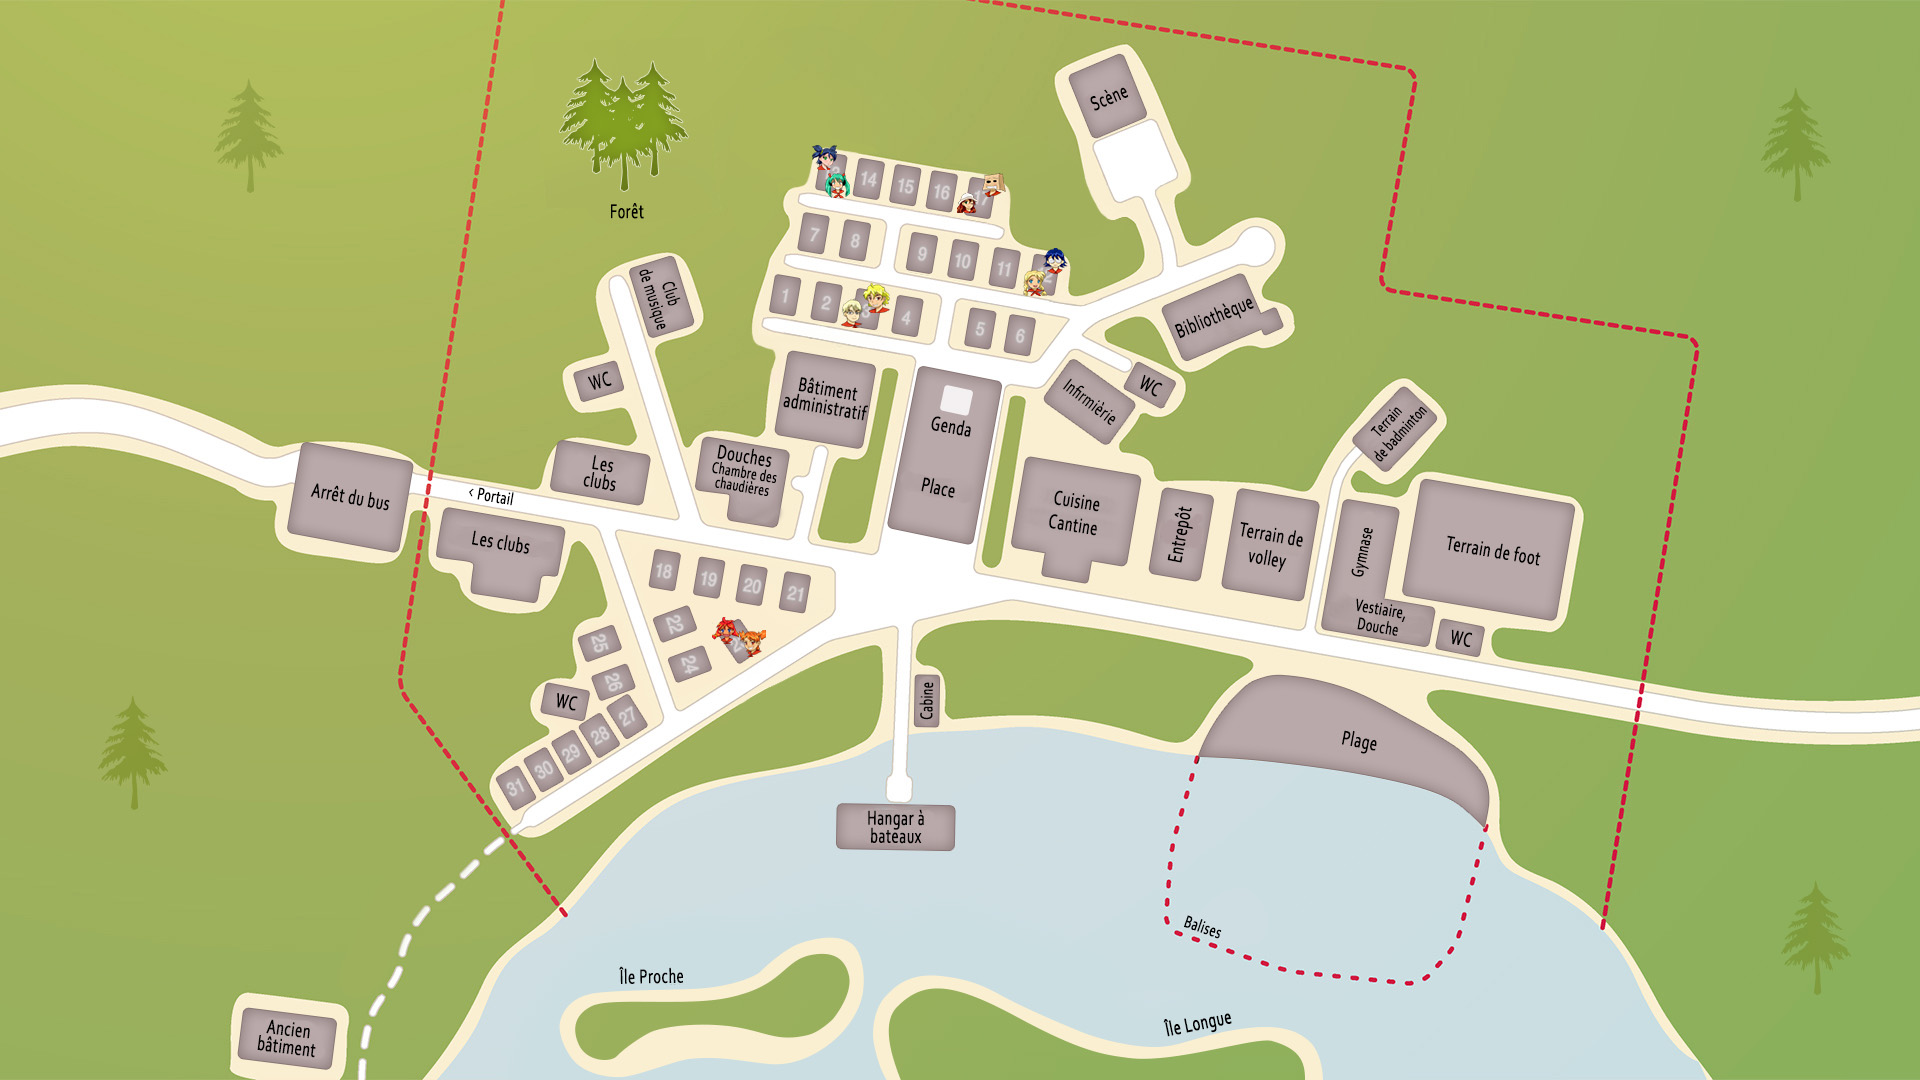 Scène
Forêt
14
15
16
7
8
9
10
11
1
2
4
5
6
Club
de musique
Bibliothèque
WC
Bâtiment
administratif
Genda
Place
Infirmièrie
WC
Terrain
de badminton
Arrêt du bus
< Portail
Les
clubs
Les clubs
Douches
Chambre des
chaudières
Cuisine
Cantine
Entrepôt
Terrain de
volley
Gymnase
Vestiaire,
Douche
Terrain de foot
WC
18
19
20
21
22
24
25
26
27
28
29
30
31
WC
Cabine
Plage
Hangar à
bateaux
Balises
Île Proche
Île Longue
Ancien
bâtiment